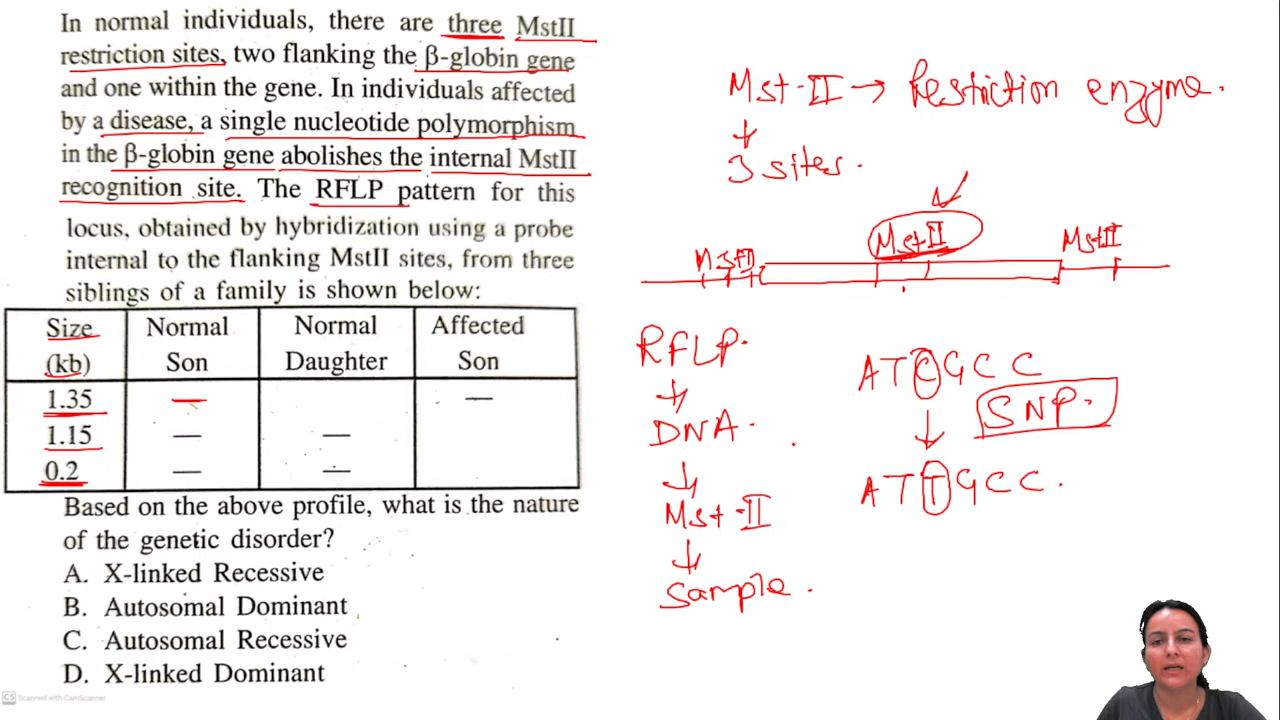 In normal individuals, there are three MstII
restriction sites, two flanking the β-globin gene
and one within the gene. In individuals affected
by a disease, a single nucleotide polymorphism
in the β-globin gene abolishes the internal MstII
recognition site. The RFLP pattern for this
locus, obtained by hybridization using a probe
internal to the flanking MstII sites, from three
siblings of a family is shown below:
Size (kb) Normal Son Normal Daughter Affected Son
1.35 — —
1.15 — —
0.2 — —
Based on the above profile, what is the nature
of the genetic disorder?
A. X-linked Recessive
B. Autosomal Dominant
C. Autosomal Recessive
D. X-linked Dominant
CS Scanned with CamScanner
Mst-II → Restriction enzyme.
↓
3 sites.
MstII MstII MstII
RFLP.
↓
DNA.
↓
Mst-II
↓
Sample.
ATCGCC
↓ SNP.
ATTGCC.